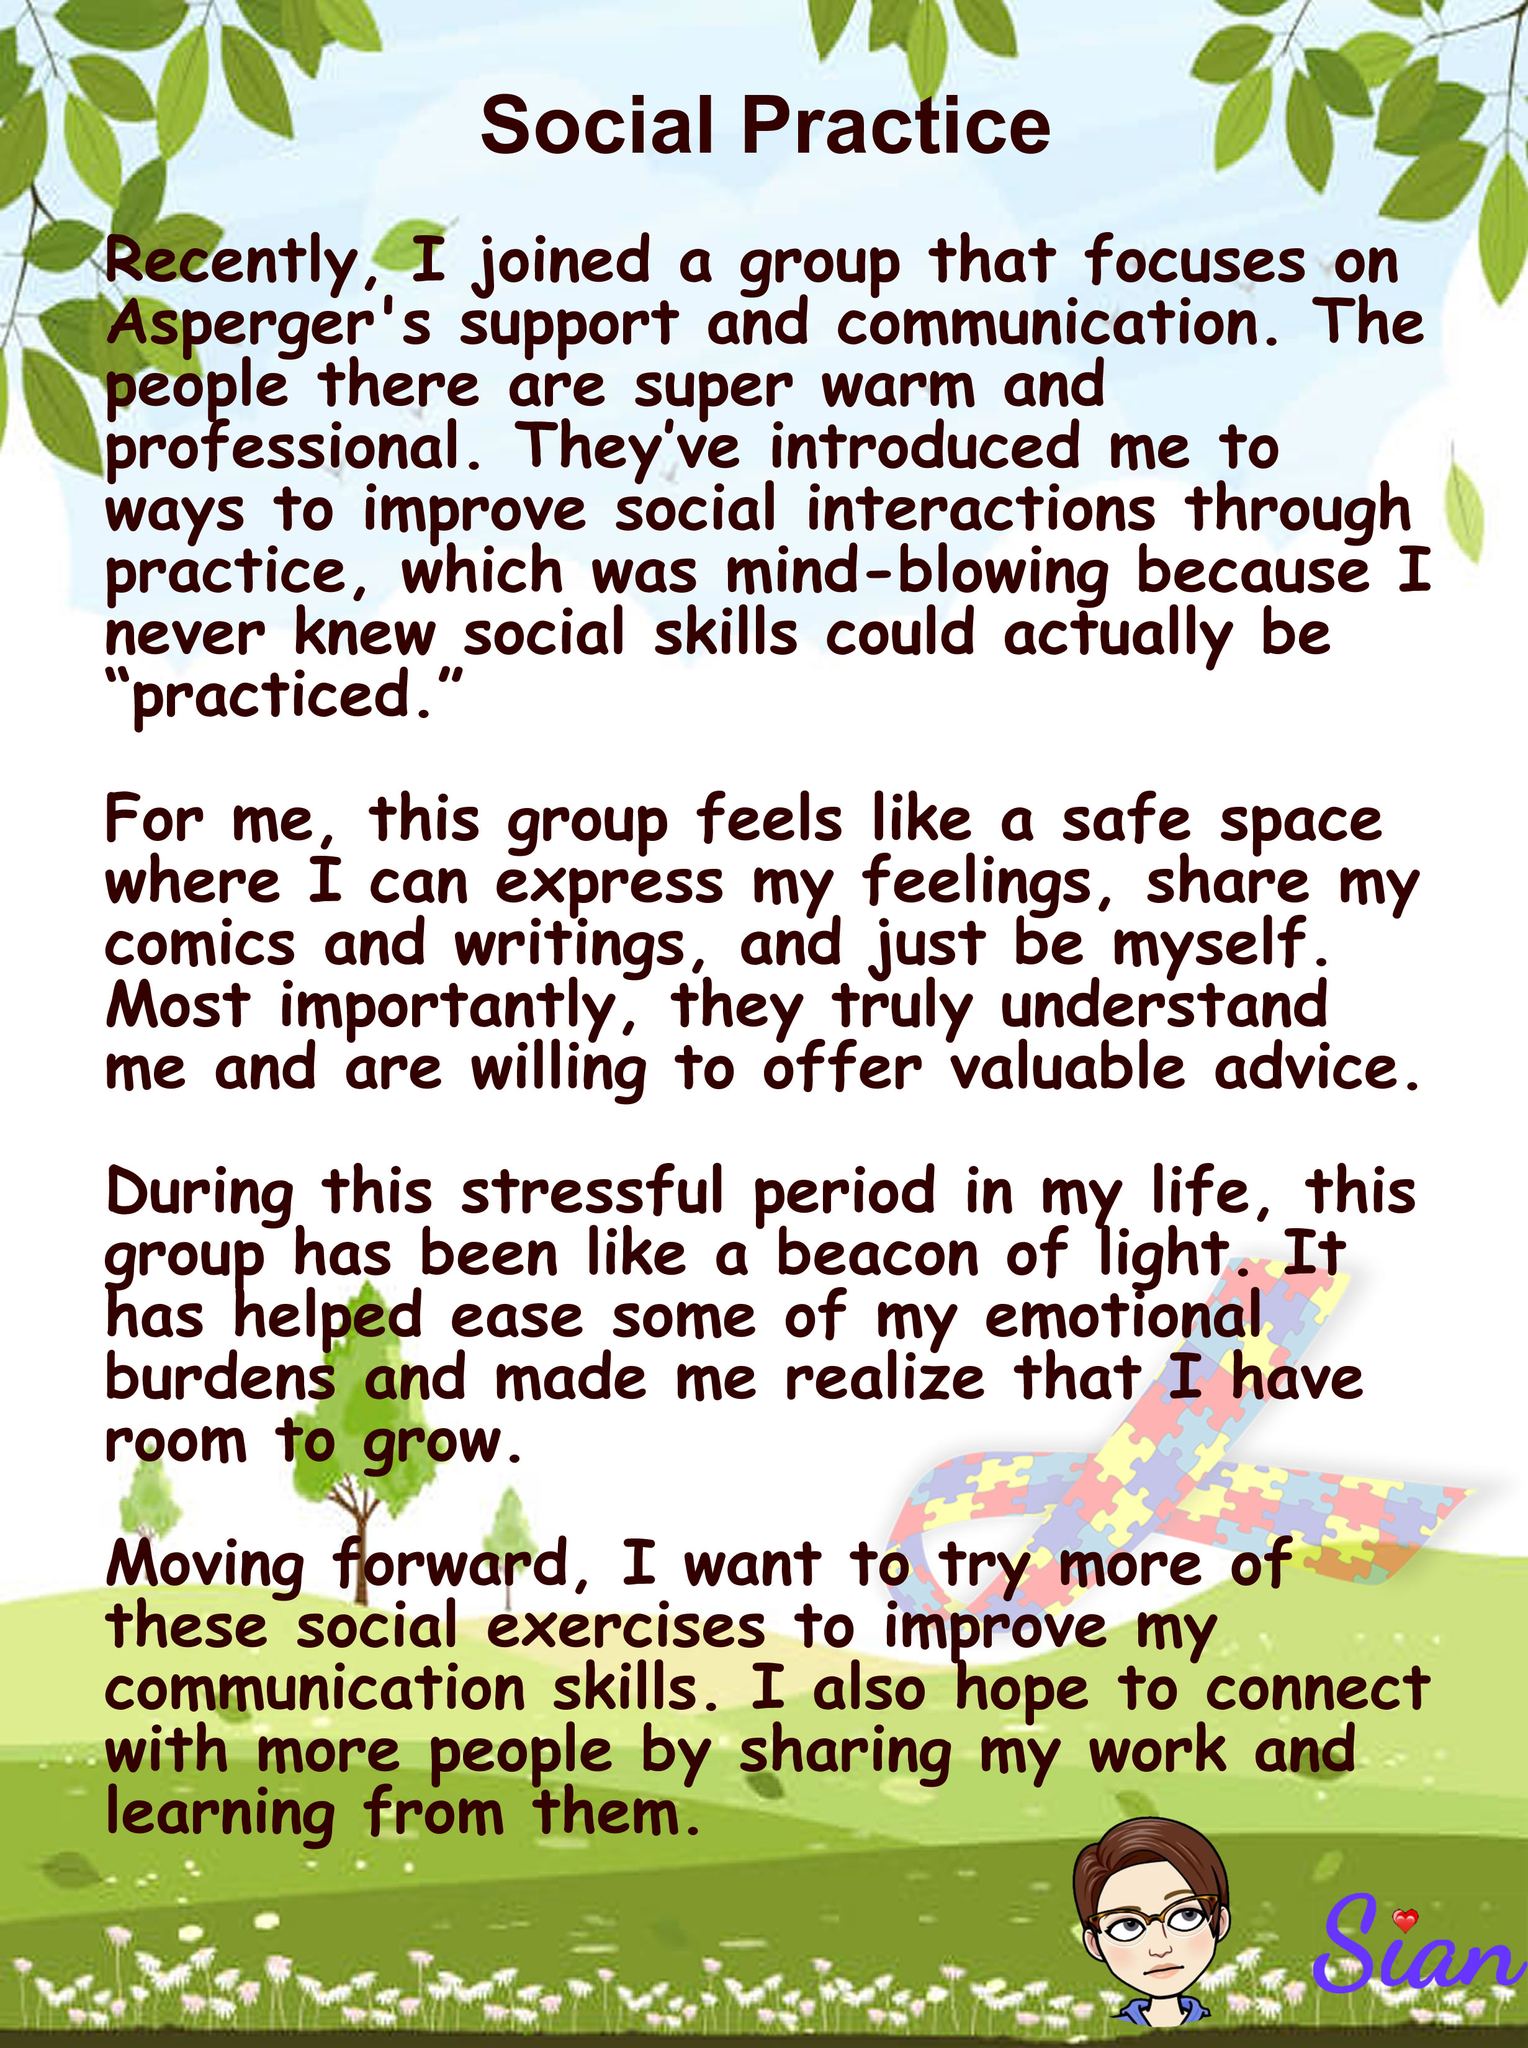 Social Practice
Recently, I joined a group that focuses on
Asperger's support and communication. The
people there are super warm and
professional. They’ve introduced me to
ways to improve social interactions through
practice, which was mind-blowing because I
never knew social skills could actually be
“practiced.”
For me, this group feels like a safe space
where I can express my feelings, share my
comics and writings, and just be myself.
Most importantly, they truly understand
me and are willing to offer valuable advice.
During this stressful period in my life, this
group has been like a beacon of light. It
has helped ease some of my emotional
burdens and made me realize that I have
room to grow.
Moving forward, I want to try more of
these social exercises to improve my
communication skills. I also hope to connect
with more people by sharing my work and
learning from them.
Sian